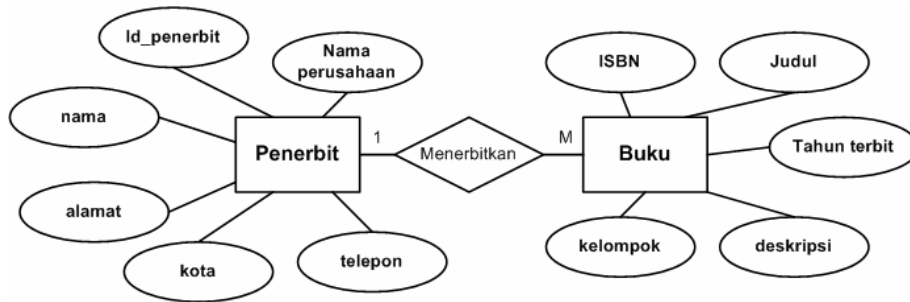 Id_penerbit
Nama
perusahaan
ISBN
Judul
nama
Penerbit
1
Menerbitkan
M
Buku
Tahun terbit
alamat
kota
telepon
kelompok
deskripsi